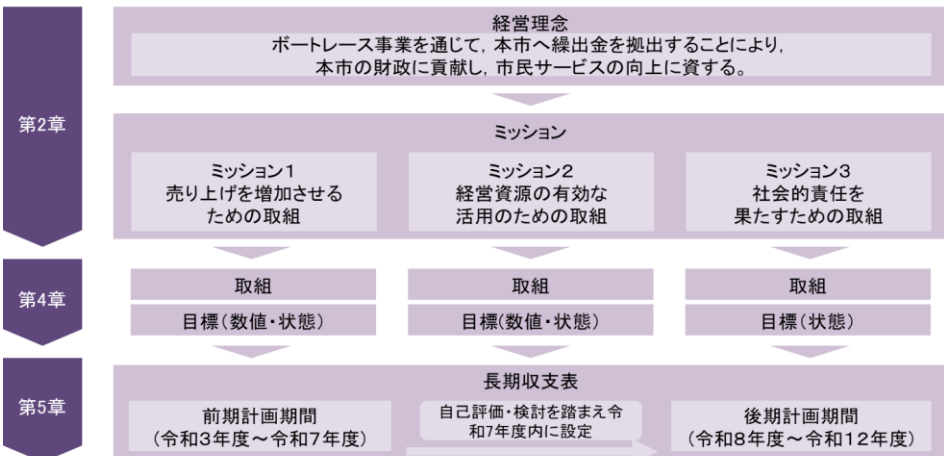 経営理念
ボートレース事業を通じて，本市へ繰出金を拠出することにより，
本市の財政に貢献し，市民サービスの向上に資する。
第2章
ミッション
ミッション1
売り上げを増加させる
ための取組
ミッション2
経営資源の有効な
活用のための取組
ミッション3
社会的責任を
果たすための取組
第4章
取組
目標（数値・状態）
取組
目標（数値・状態）
取組
目標（状態）
第5章
長期収支表
前期計画期間
（令和3年度～令和7年度）
自己評価・検討を踏まえ令
和7年度内に設定
後期計画期間
（令和8年度～令和12年度）